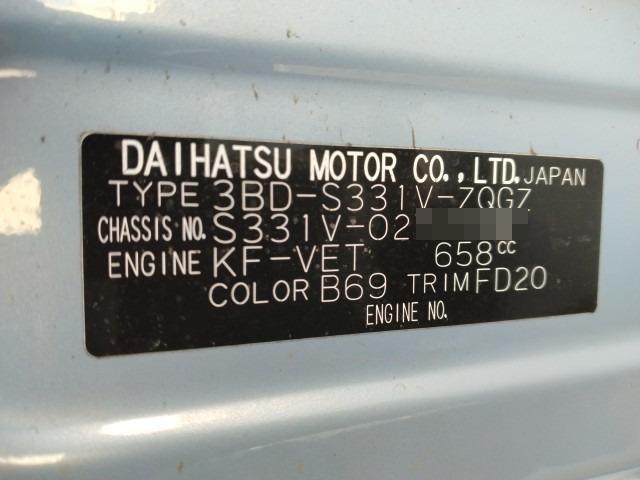 DAIHATSU MOTOR CO.,LTD. JAPAN
TYPE 3BD-S331V-ZQGZ
CHASSIS NO. S331V-02
ENGINE KF-VET 658cc
COLOR B69 TRIM FD20
ENGINE NO.